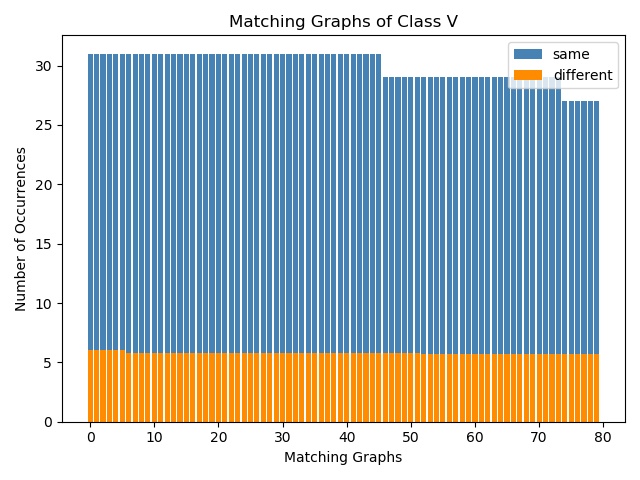 Matching Graphs of Class V
same
different
Number of Occurrences
30
25
20
15
10
5
0
0 10 20 30 40 50 60 70 80
Matching Graphs